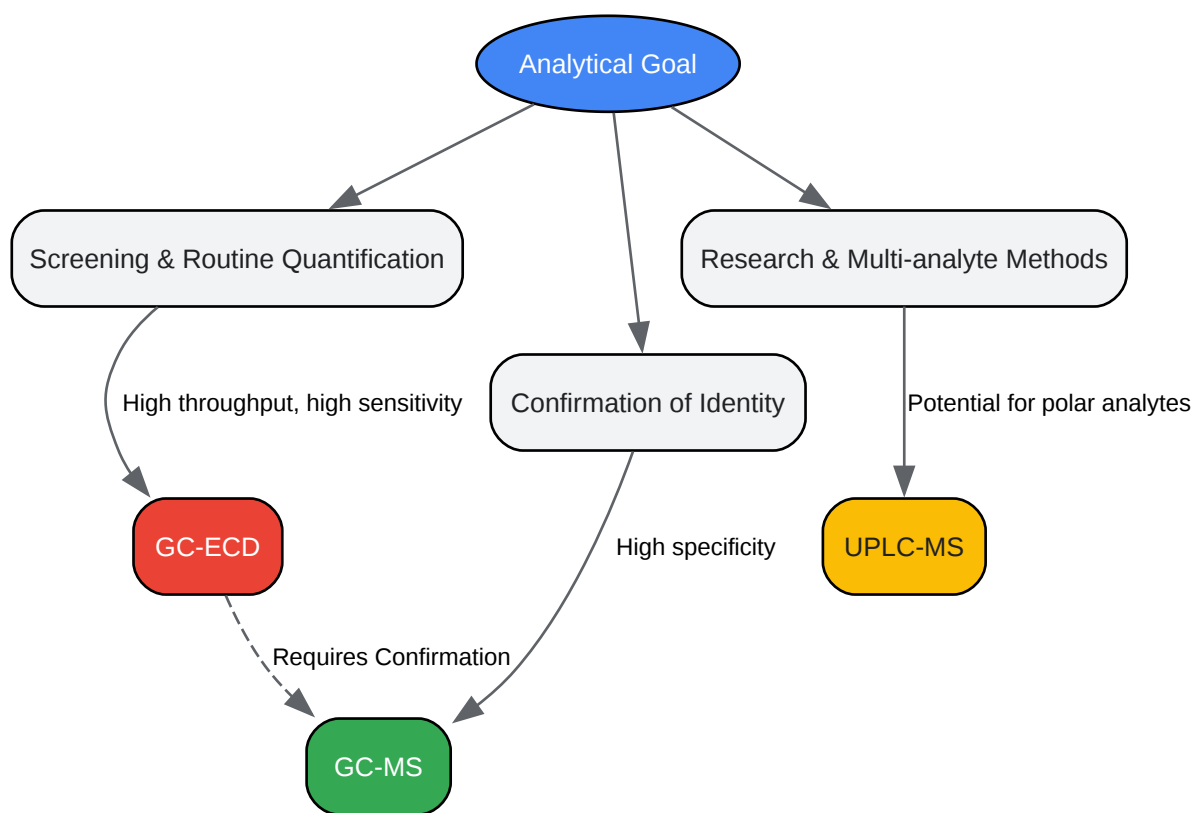 Analytical Goal
Screening & Routine Quantification
Research & Multi-analyte Methods
High throughput, high sensitivity
Confirmation of Identity
Potential for polar analytes
GC-ECD
High specificity
UPLC-MS
Requires Confirmation
GC-MS